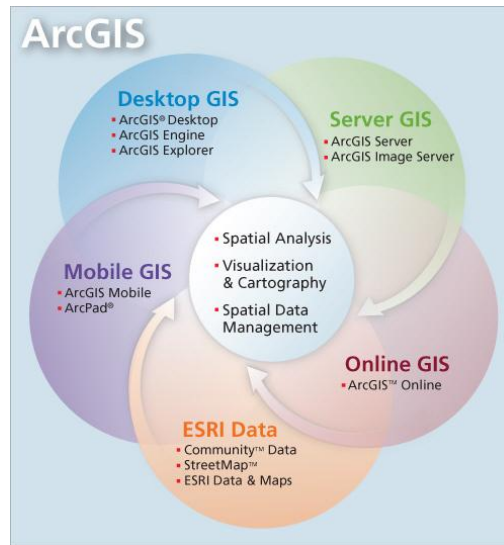 ArcGIS
Desktop GIS
▪ ArcGIS® Desktop
▪ ArcGIS Engine
▪ ArcGIS Explorer
Server GIS
▪ ArcGIS Server
▪ ArcGIS Image Server
▪ Spatial Analysis
▪ Visualization
& Cartography
▪ Spatial Data
Management
Mobile GIS
▪ ArcGIS Mobile
▪ ArcPad®
Online GIS
▪ ArcGIS™ Online
ESRI Data
▪ Community™ Data
▪ StreetMap™
▪ ESRI Data & Maps